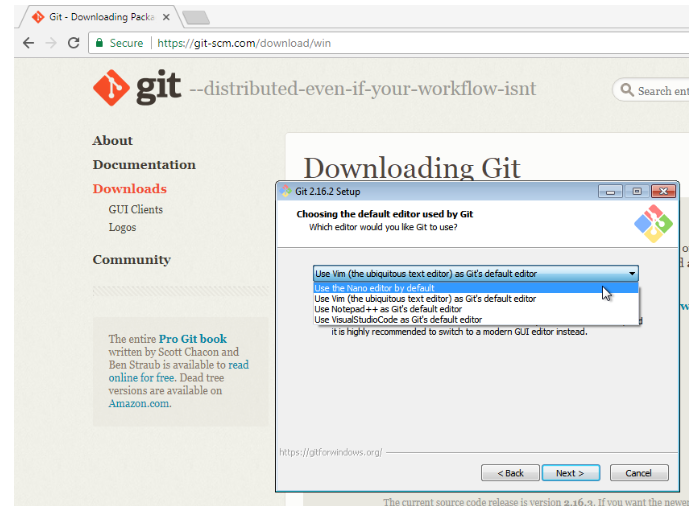 Git - Downloading Packa
Secure | https://git-scm.com/download/win
git --distributed-even-if-your-workflow-isnt
Search ent
About
Documentation
Downloads
GUI Clients
Logos
Community
The entire Pro Git book
written by Scott Chacon and
Ben Straub is available to read
online for free. Dead tree
versions are available on
Amazon.com.
Downloading Git
Git 2.16.2 Setup
Choosing the default editor used by Git
Which editor would you like Git to use?
Use Vim (the ubiquitous text editor) as Git's default editor
Use the Nano editor by default
Use Vim (the ubiquitous text editor) as Git's default editor
Use Notepad++ as Git's default editor
Use VisualStudioCode as Git's default editor
it is highly recommended to switch to a modern GUI editor instead.
https://gitforwindows.org/
< Back
Next >
Cancel
The current source code release is version 2.16.3. If you want the newer